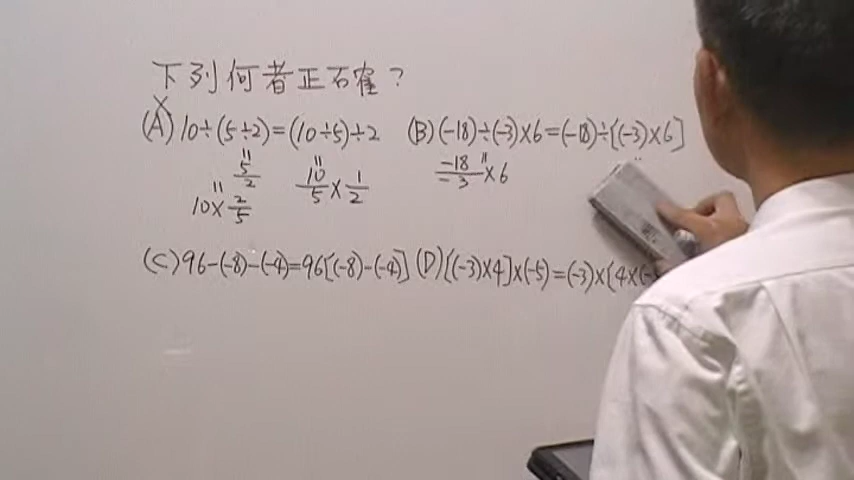 下列何者正確?
(A) 10÷(5÷2)=(10÷5)÷2 (B) (-18)÷(-3)×6=(-18)÷[(-3)×6]
X
" 5/2 " 10/5 × 1/2 -18/-3 " ×6
" 10× 2/5
(C) 96-(-8)-(-4)=96[(-8)-(-4)] (D) [(-3)×4]×(-5)=(-3)×[4×(-